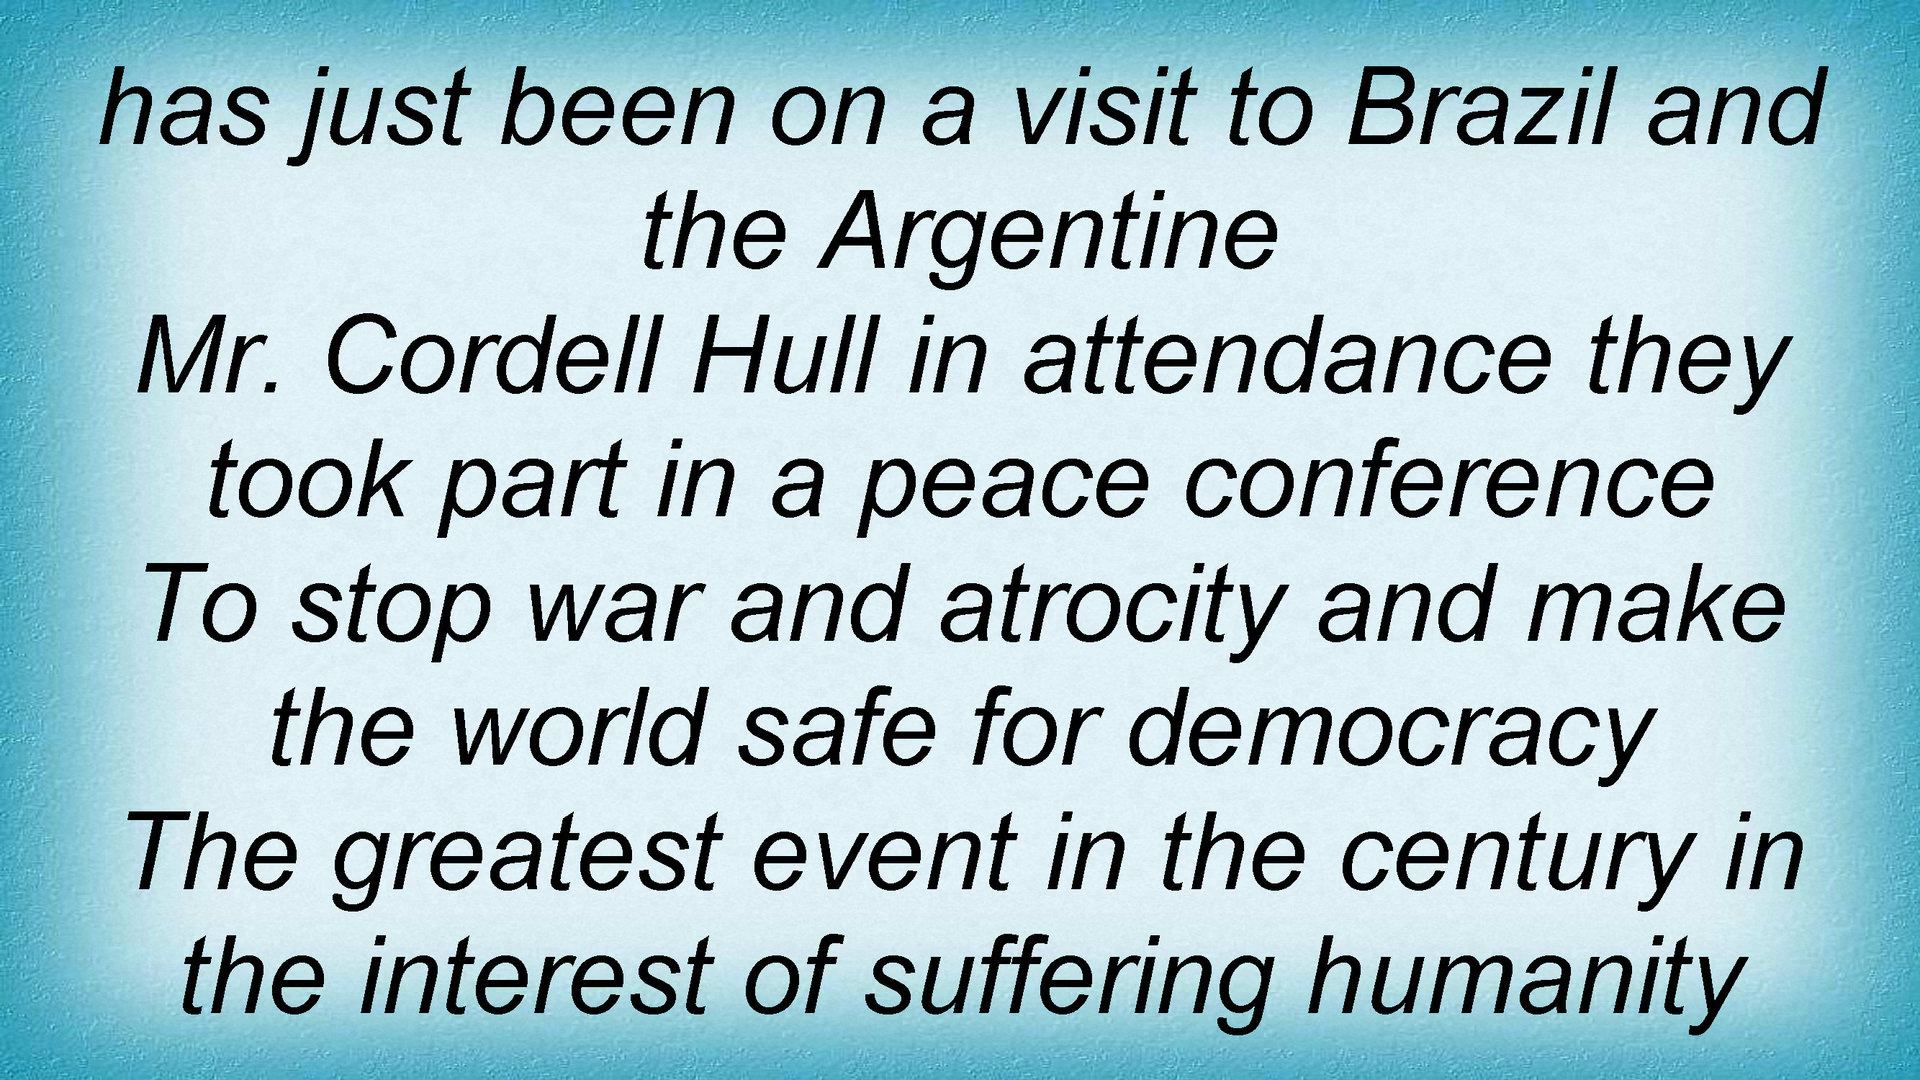 has just been on a visit to Brazil and
the Argentine
Mr. Cordell Hull in attendance they
took part in a peace conference
To stop war and atrocity and make
the world safe for democracy
The greatest event in the century in
the interest of suffering humanity